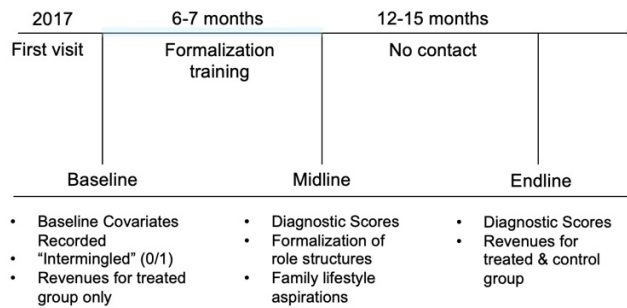 2017 6-7 months 12-15 months
First visit Formalization No contact
training
Baseline Midline Endline
• Baseline Covariates
Recorded
• “Intermingled” (0/1)
• Revenues for treated
group only
• Diagnostic Scores
• Formalization of
role structures
• Family lifestyle
aspirations
• Diagnostic Scores
• Revenues for
treated & control
group